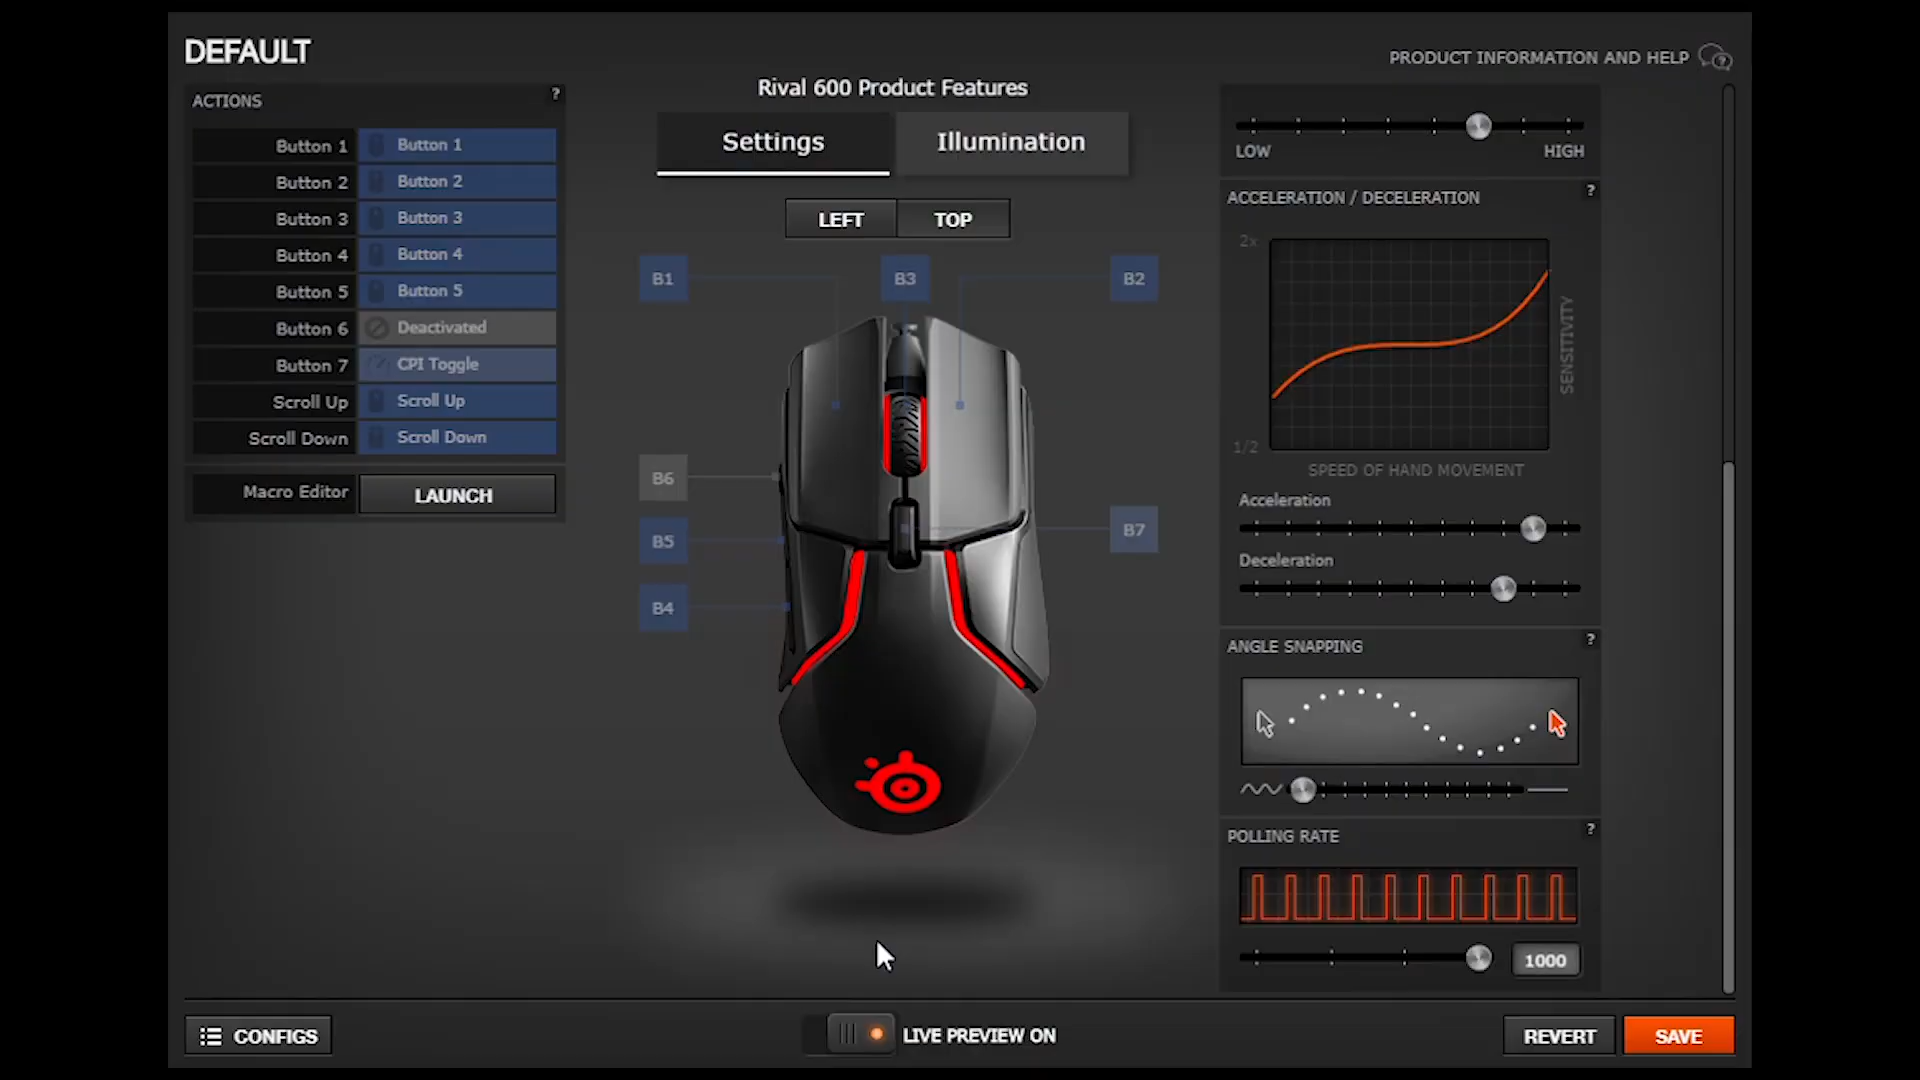 DEFAULT
PRODUCT INFORMATION AND HELP
ACTIONS
?
Button 1 Button 1
Button 2 Button 2
Button 3 Button 3
Button 4 Button 4
Button 5 Button 5
Button 6 Deactivated
Button 7 CPI Toggle
Scroll Up Scroll Up
Scroll Down Scroll Down
Macro Editor LAUNCH
Rival 600 Product Features
Settings Illumination
LEFT TOP
B1 B3 B2
B6
B5 B7
B4
LOW HIGH
ACCELERATION / DECELERATION ?
2x
SENSITIVITY
1/2
SPEED OF HAND MOVEMENT
Acceleration
Deceleration
ANGLE SNAPPING ?
POLLING RATE ?
1000
CONFIGS
LIVE PREVIEW ON
REVERT SAVE